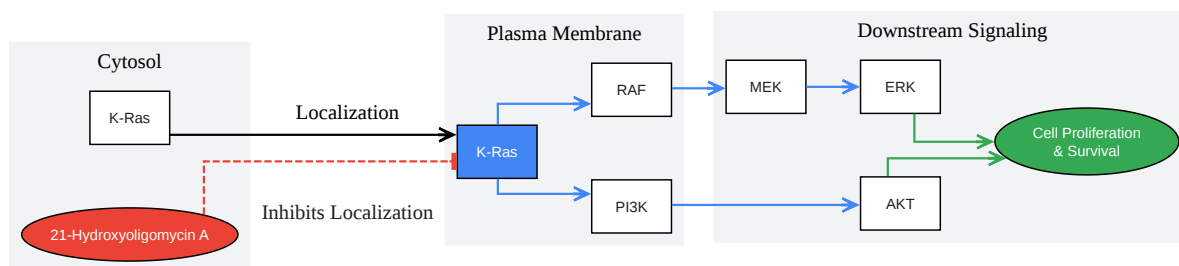 Cytosol
K-Ras
21-Hydroxyoligomycin A
Localization
Inhibits Localization
Plasma Membrane
K-Ras
RAF
PI3K
Downstream Signaling
MEK
ERK
AKT
Cell Proliferation
& Survival